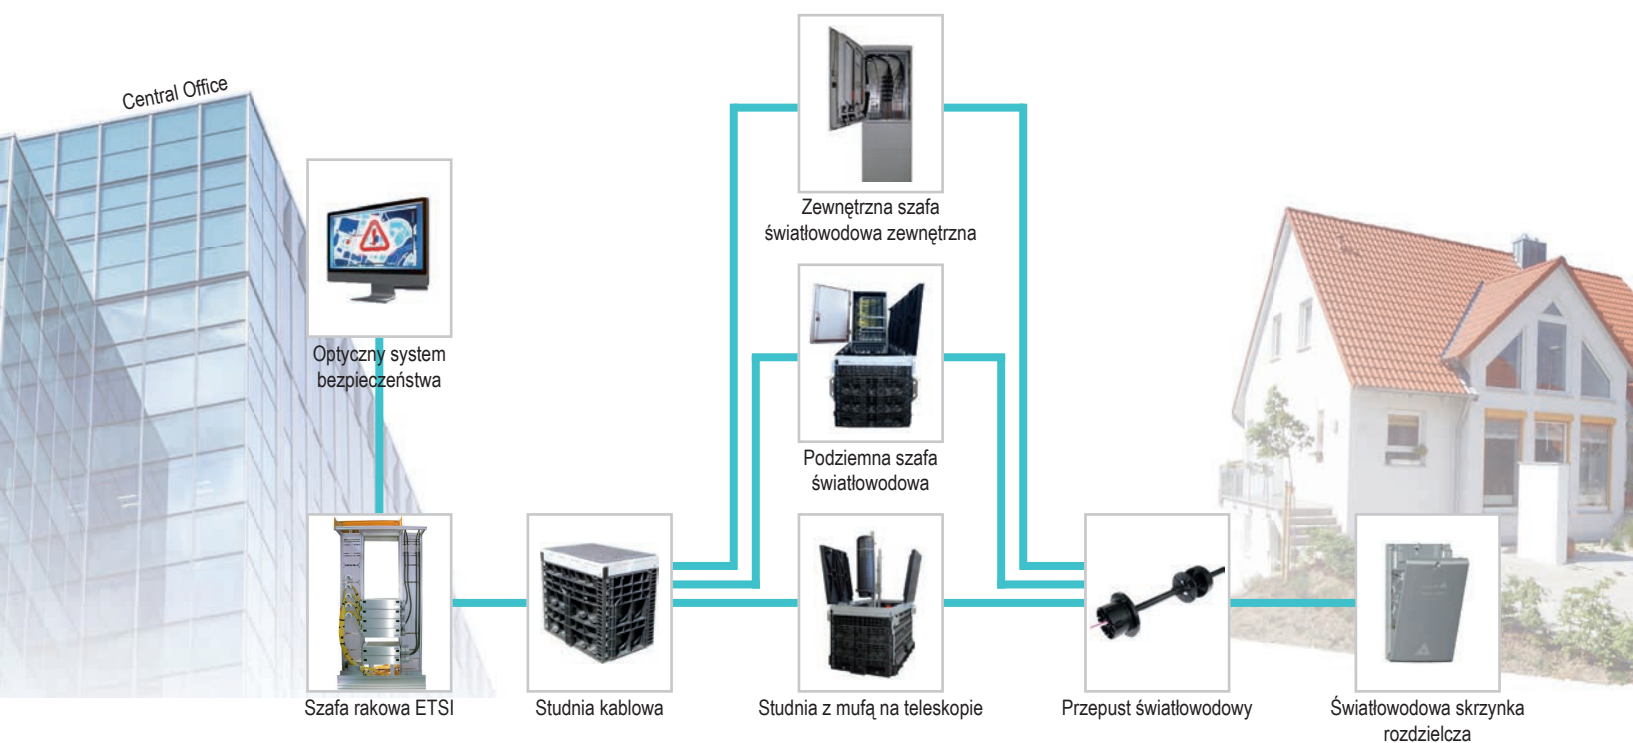 Central Office
Zewnętrzna szafa
światłowodowa zewnętrzna
Optyczny system
bezpieczeństwa
Podziemna szafa
światłowodowa
Szafa rakowa ETSI
Studnia kablowa
Studnia z mufą na teleskopie
Przepust światłowodowy
Światłowodowa skrzynka
rozdzielcza